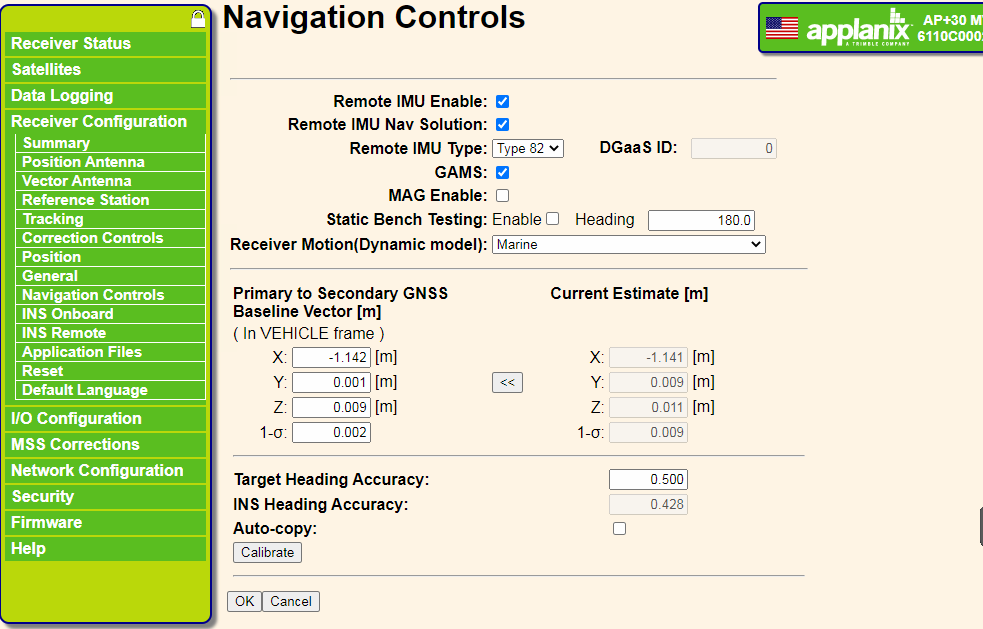 Navigation Controls
applanix
A TRIMBLE COMPANY
AP+30
6110C000
Receiver Status
Satellites
Data Logging
Receiver Configuration
Summary
Position Antenna
Vector Antenna
Reference Station
Tracking
Correction Controls
Position
General
Navigation Controls
INS Onboard
INS Remote
Application Files
Reset
Default Language
I/O Configuration
MSS Corrections
Network Configuration
Security
Firmware
Help
Remote IMU Enable:
Remote IMU Nav Solution:
Remote IMU Type: Type 82 DGaaS ID: 0
GAMS:
MAG Enable:
Static Bench Testing: Enable Heading 180.0
Receiver Motion(Dynamic model): Marine
Primary to Secondary GNSS
Baseline Vector [m]
( In VEHICLE frame )
X: -1.142 [m]
Y: 0.001 [m]
Z: 0.009 [m]
1-σ: 0.002
<<
Current Estimate [m]
X: -1.141 [m]
Y: 0.009 [m]
Z: 0.011 [m]
1-σ: 0.009
Target Heading Accuracy: 0.500
INS Heading Accuracy: 0.428
Auto-copy:
Calibrate
OK Cancel